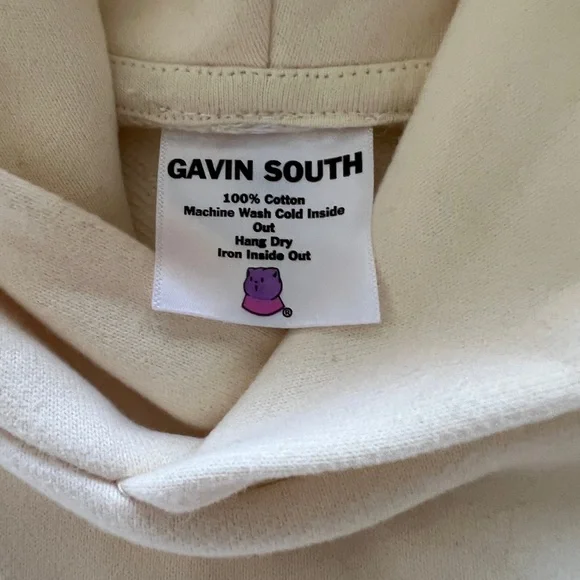 GAVIN SOUTH
100% Cotton
Machine Wash Cold Inside
Out
Hang Dry
Iron Inside Out
®